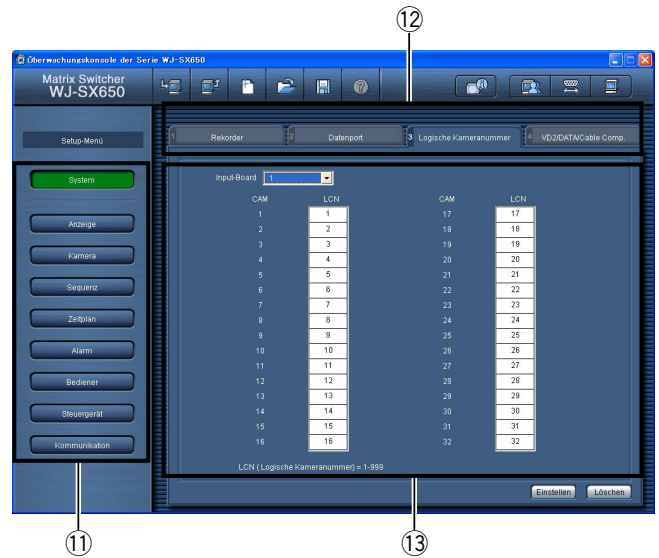 ⑫
Überwachungskonsole der Serie WJ-SX650
Matrix Switcher
WJ-SX650
Setup-Menü
1 Rekorder
2 Datenport
3 Logische Kameranummer
4 VD2/DATA/Cable Comp.
System
Anzeige
Kamera
Sequenz
Zeitplan
Alarm
Bediener
Steuergerät
Kommunikation
Input-Board 1
CAM LCN CAM LCN
1 1 17 17
2 2 18 18
3 3 19 19
4 4 20 20
5 5 21 21
6 6 22 22
7 7 23 23
8 8 24 24
9 9 25 25
10 10 26 26
11 11 27 27
12 12 28 28
13 13 29 29
14 14 30 30
15 15 31 31
16 16 32 32
LCN ( Logische Kameranummer) = 1-999
Einstellen Löschen
⑪ ⑬